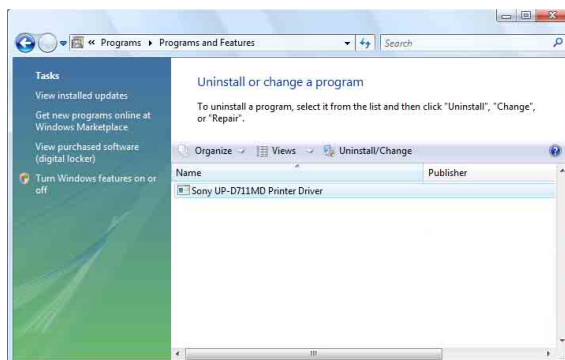 « Programs ▸ Programs and Features
Search
Tasks
View installed updates
Get new programs online at
Windows Marketplace
View purchased software
(digital locker)
Turn Windows features on or
off
Uninstall or change a program
To uninstall a program, select it from the list and then click "Uninstall", "Change",
or "Repair".
Organize Views Uninstall/Change
Name Publisher
Sony UP-D711MD Printer Driver